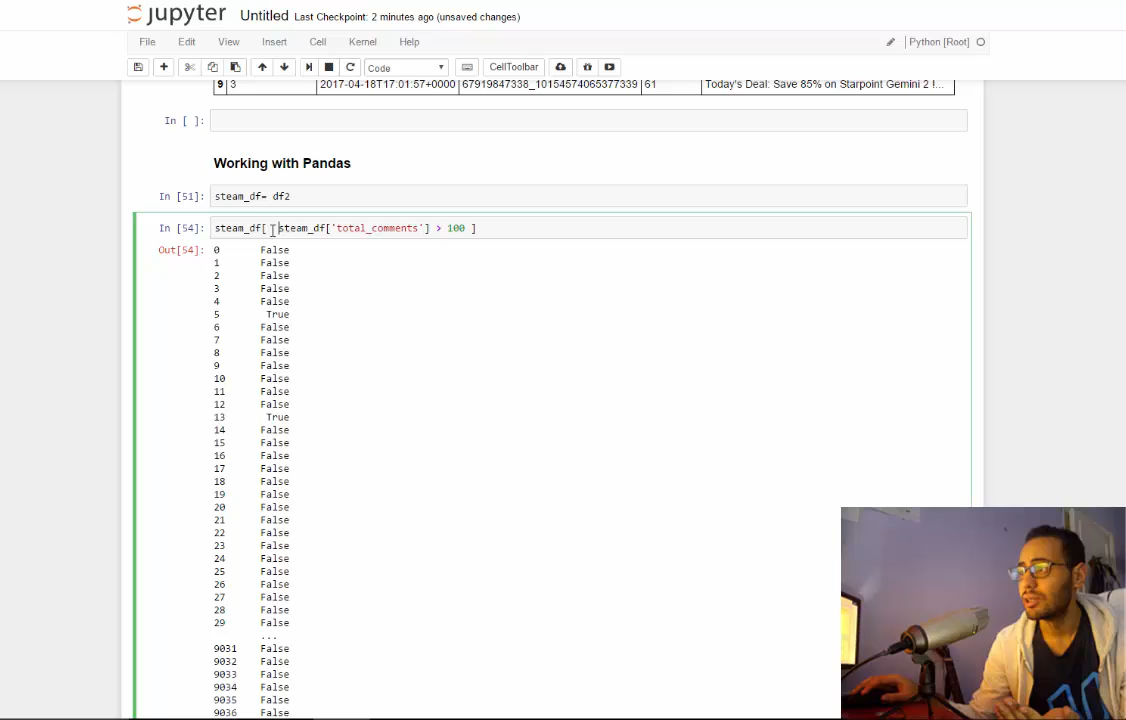 jupyter Untitled Last Checkpoint: 2 minutes ago (unsaved changes)
File Edit View Insert Cell Kernel Help Python [Root]
Code CellToolbar
9 3 2017-04-18T17:01:57+0000 67919847338_10154574065377339 61 Today's Deal: Save 85% on Starpoint Gemini 2 !...
In [ ]:
Working with Pandas
In [51]: steam_df= df2
In [54]: steam_df[ steam_df['total_comments'] > 100 ]
Out[54]: 0 False
1 False
2 False
3 False
4 False
5 True
6 False
7 False
8 False
9 False
10 False
11 False
12 False
13 True
14 False
15 False
16 False
17 False
18 False
19 False
20 False
21 False
22 False
23 False
24 False
25 False
26 False
27 False
28 False
29 False
...
9031 False
9032 False
9033 False
9034 False
9035 False
9036 False